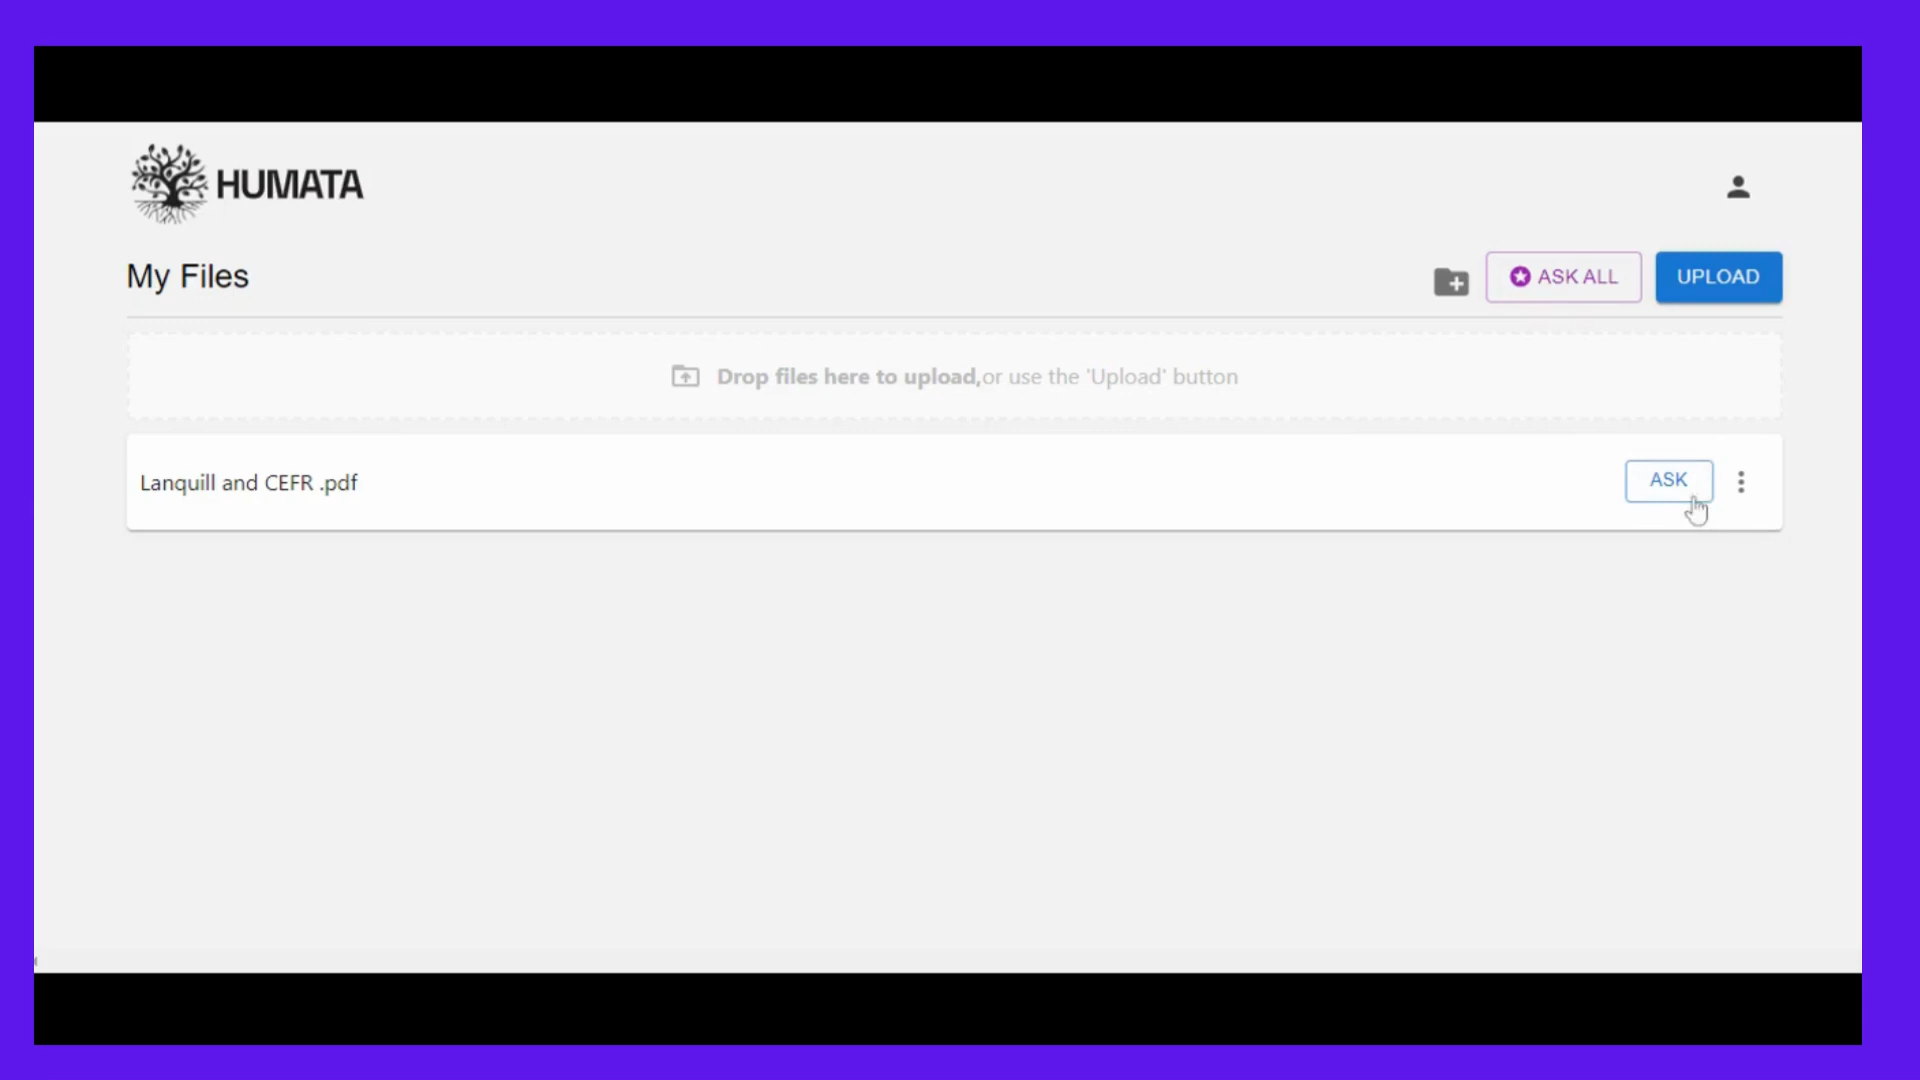 HUMATA
My Files
ASK ALL
UPLOAD
Drop files here to upload,or use the 'Upload' button
Lanquill and CEFR .pdf
ASK